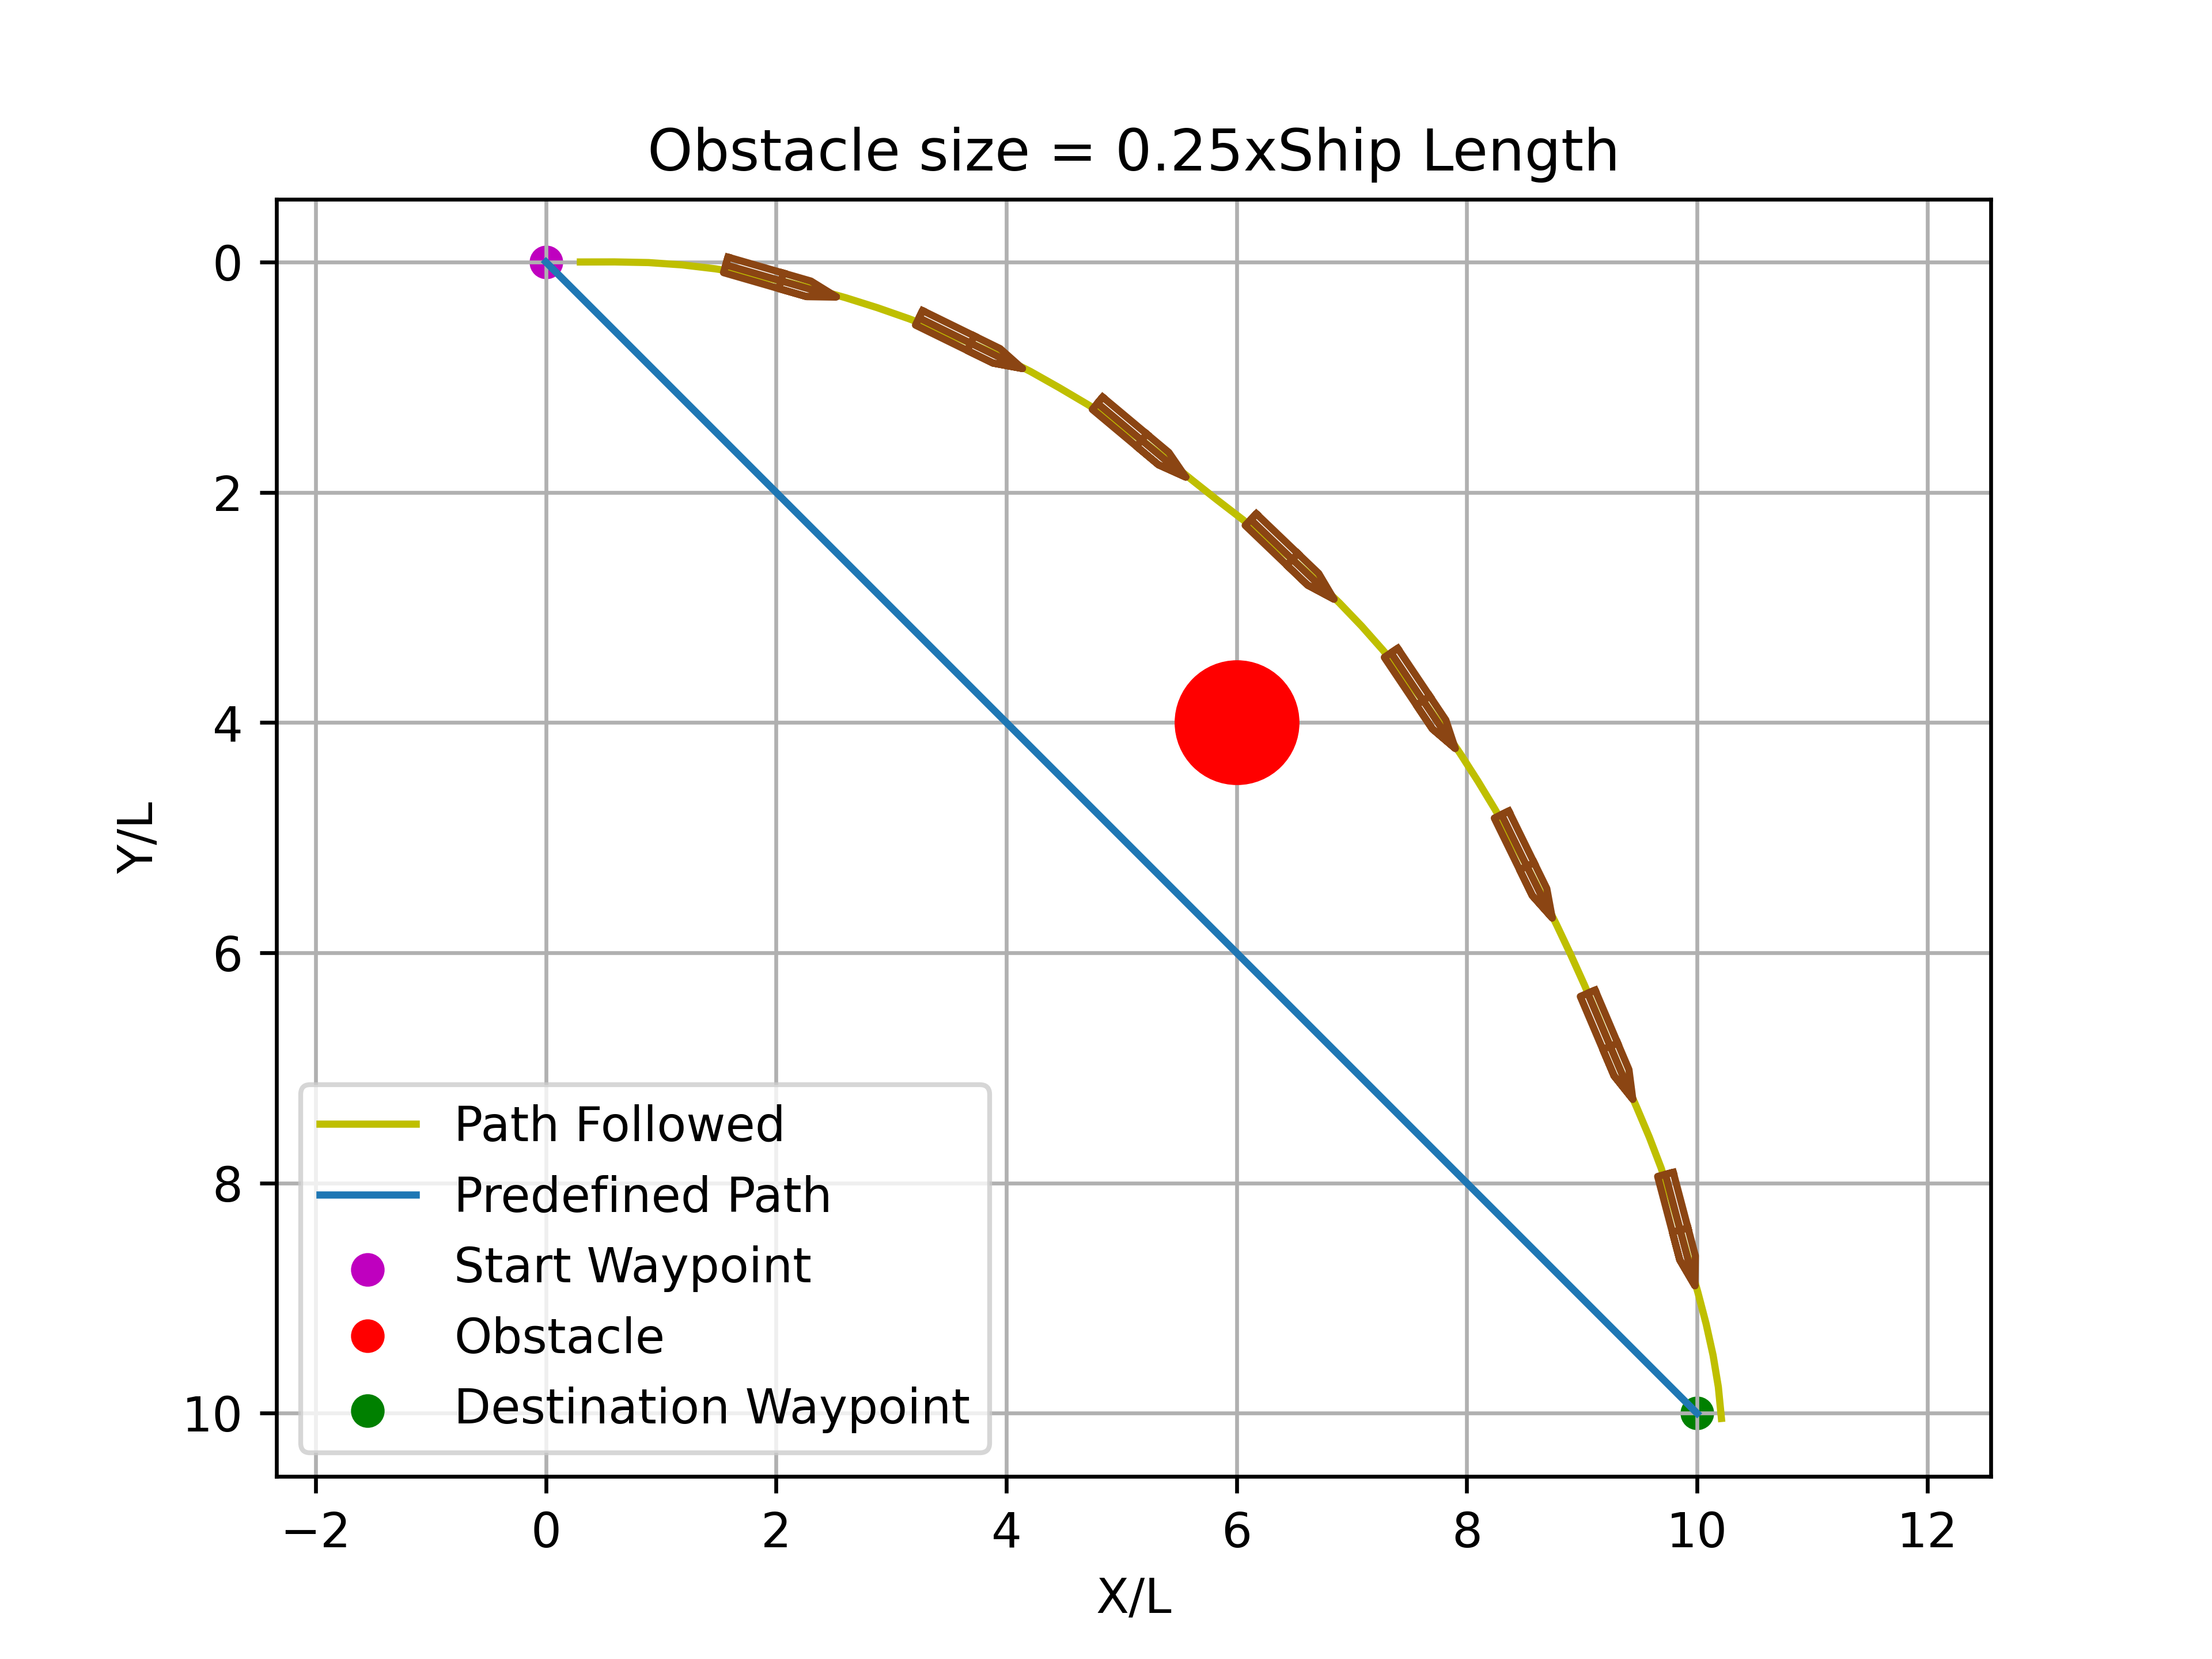 Obstacle size = 0.25xShip Length
0
2
4
6
8
10
Y/L
Path Followed
Predefined Path
Start Waypoint
Obstacle
Destination Waypoint
−2 0 2 4 6 8 10 12
X/L